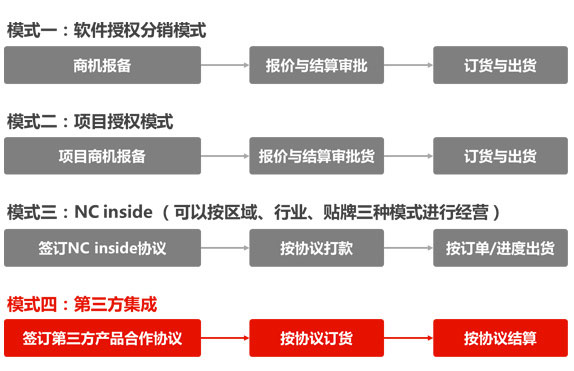 模式一：软件授权分销模式
商机报备
报价与结算审批
订货与出货
模式二：项目授权模式
项目商机报备
报价与结算审批货
订货与出货
模式三：NC inside（可以按区域、行业、贴牌三种模式进行经营）
签订NC inside协议
按协议打款
按订单/进度出货
模式四：第三方集成
签订第三方产品合作协议
按协议订货
按协议结算